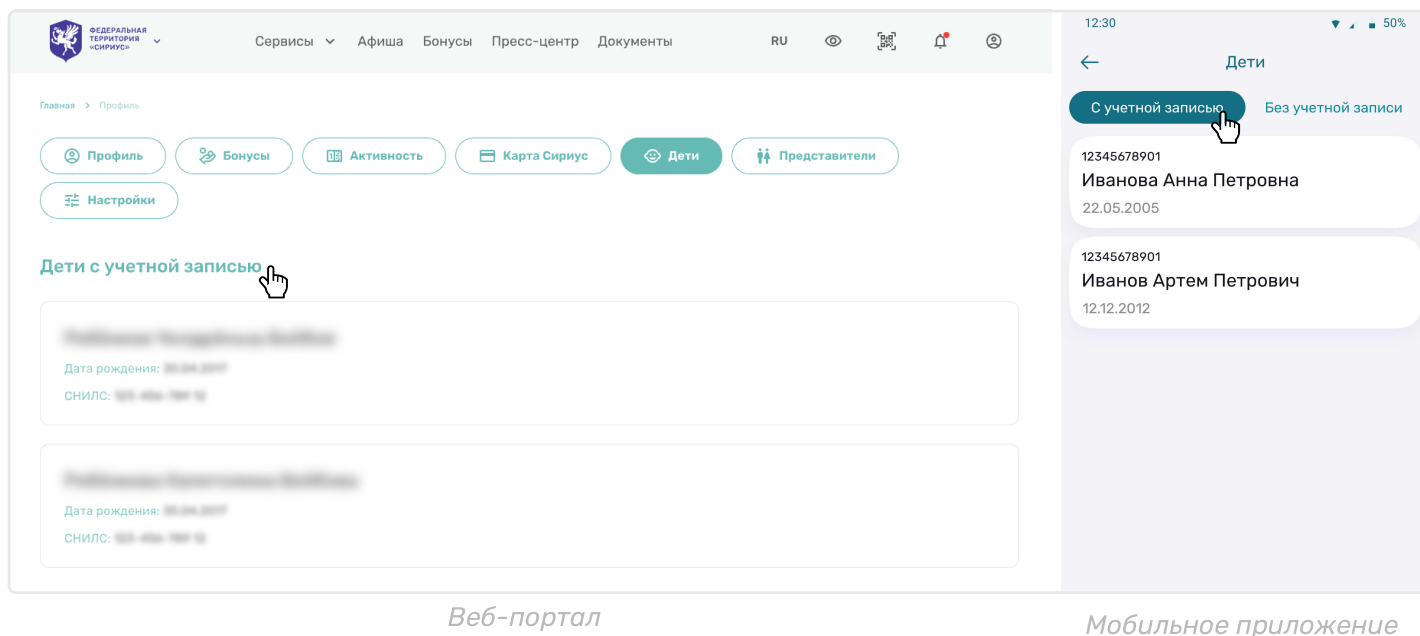 ФЕДЕРАЛЬНАЯ
ТЕРРИТОРИЯ
«СИРИУС»
Сервисы Афиша Бонусы Пресс-центр Документы RU
Главная > Профиль
Профиль Бонусы Активность Карта Сириус Дети Представители
Настройки
Дети с учетной записью
Дата рождения:
СНИЛС:
Дата рождения:
СНИЛС:
Веб-портал
12:30 50%
Дети
С учетной записью Без учетной записи
12345678901
Иванова Анна Петровна
22.05.2005
12345678901
Иванов Артем Петрович
12.12.2012
Мобильное приложение